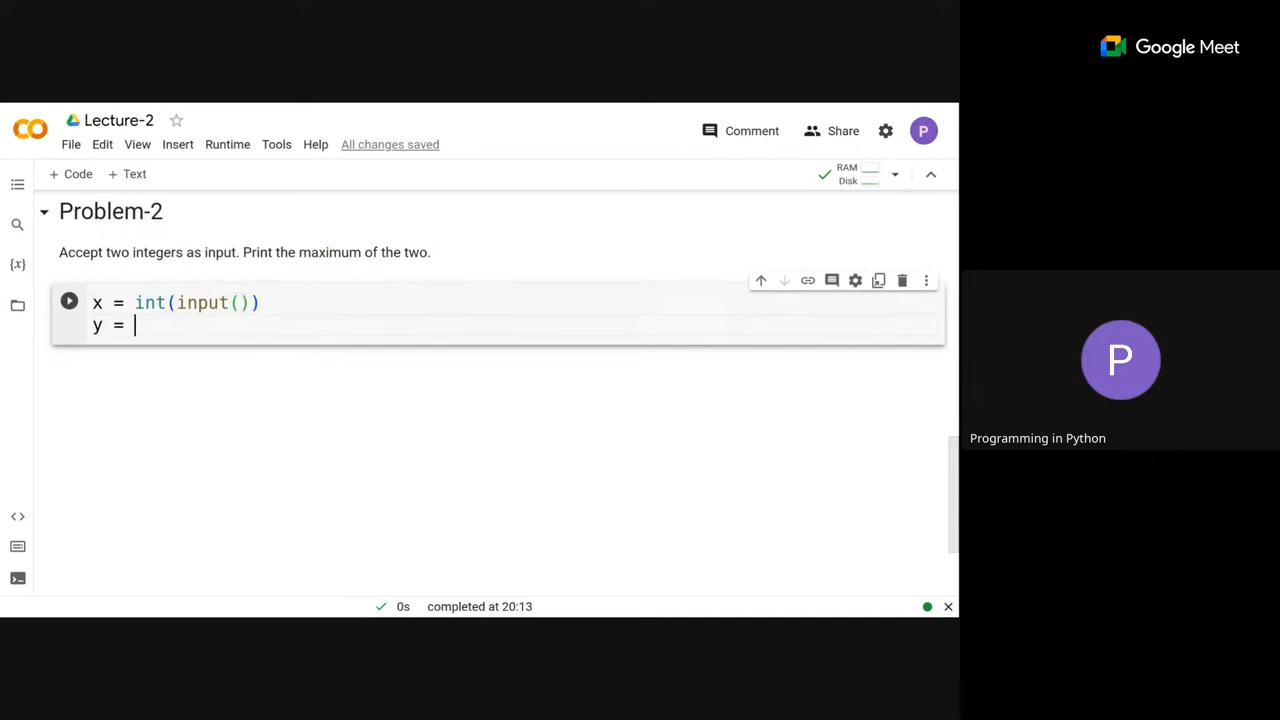 Google Meet
Lecture-2
Comment
Share
P
File Edit View Insert Runtime Tools Help All changes saved
+ Code + Text
RAM
Disk
Problem-2
Accept two integers as input. Print the maximum of the two.
{x}
x = int(input())
y =
P
Programming in Python
0s completed at 20:13